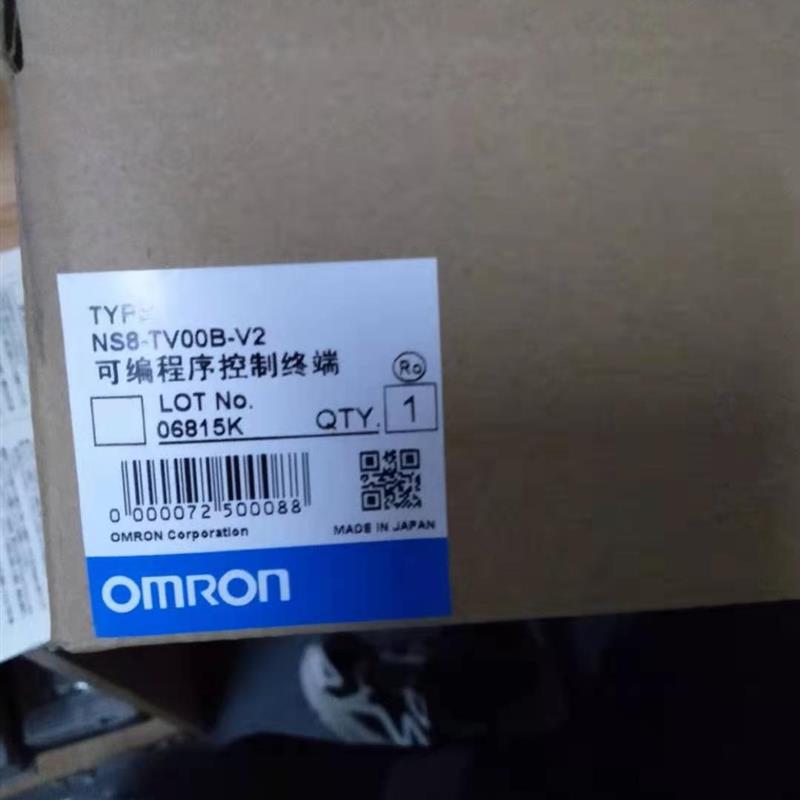 TYPE
NS8-TV00B-V2
可编程序控制终端
Ro
LOT No.
06815K
QTY. 1
0 000072 500088
OMRON Corporation
MADE IN JAPAN
OMRON